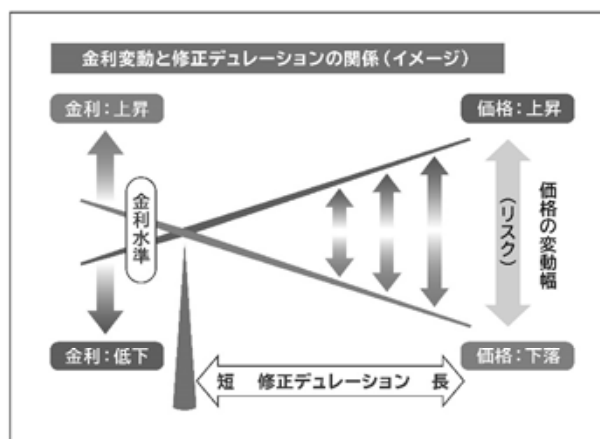 金利変動と修正デュレーションの関係（イメージ）
金利：上昇
価格：上昇
金利水準
価格の変動幅
（リスク）
金利：低下
価格：下落
短 修正デュレーション 長